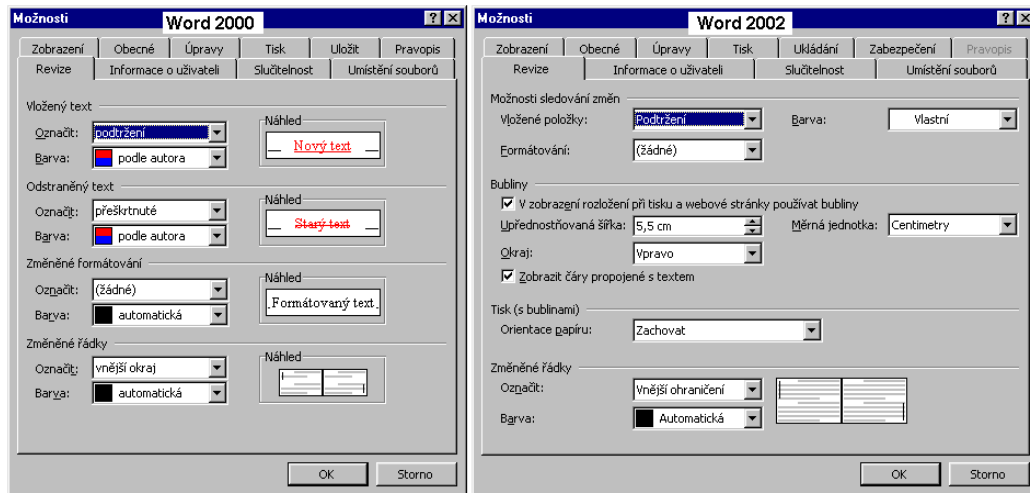 Možnosti
Word 2000
Zobrazení Obecné Úpravy Tisk Uložit Pravopis
Revize Informace o uživateli Slučitelnost Umístění souborů
Vložený text
Označit: podtržení
Barva: podle autora
Náhled
Nový text
Odstraněný text
Označit: přeškrtnuté
Barva: podle autora
Náhled
Starý text
Změněné formátování
Označit: (žádné)
Barva: automatická
Náhled
Formátovaný text
Změněné řádky
Označit: vnější okraj
Barva: automatická
Náhled
OK Storno
Možnosti
Word 2002
Zobrazení Obecné Úpravy Tisk Ukládání Zabezpečení Pravopis
Revize Informace o uživateli Slučitelnost Umístění souborů
Možnosti sledování změn
Vložené položky: Podtržení Barva: Vlastní
Formátování: (žádné)
Bubliny
V zobrazení rozložení při tisku a webové stránky používat bubliny
Upřednostňovaná šířka: 5,5 cm Měrná jednotka: Centimetry
Okraj: Vpravo
Zobrazit čáry propojené s textem
Tisk (s bublinami)
Orientace papíru: Zachovat
Změněné řádky
Označit: Vnější ohraničení
Barva: Automatická
OK Storno